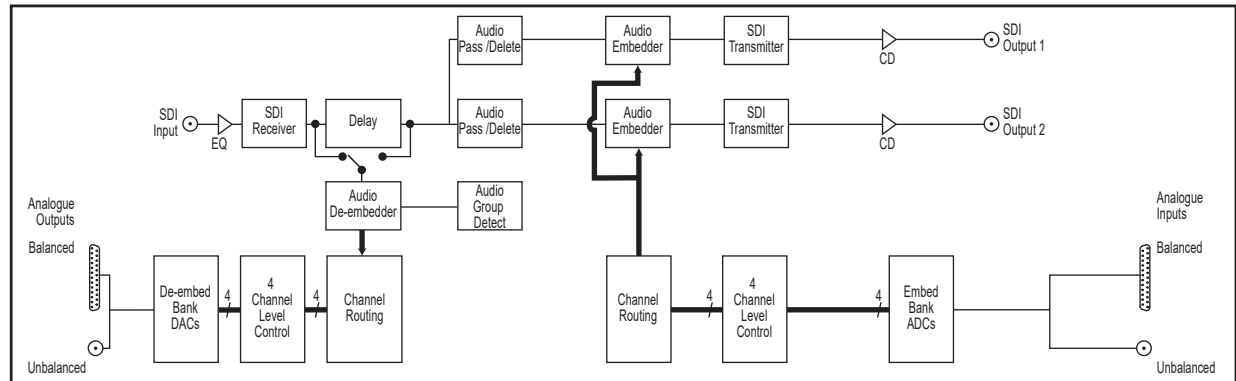 Audio
Pass /Delete
Audio
Embedder
SDI
Transmitter
CD
SDI
Output 1
SDI
Input
EQ
SDI
Receiver
Delay
Audio
Pass /Delete
Audio
Embedder
SDI
Transmitter
CD
SDI
Output 2
Audio
De-embedder
Audio
Group
Detect
Analogue
Outputs
Balanced
Unbalanced
De-embed
Bank
DACs
4
4
Channel
Level
Control
4
Channel
Routing
Channel
Routing
4
4
Channel
Level
Control
4
Embed
Bank
ADCs
Analogue
Inputs
Balanced
Unbalanced